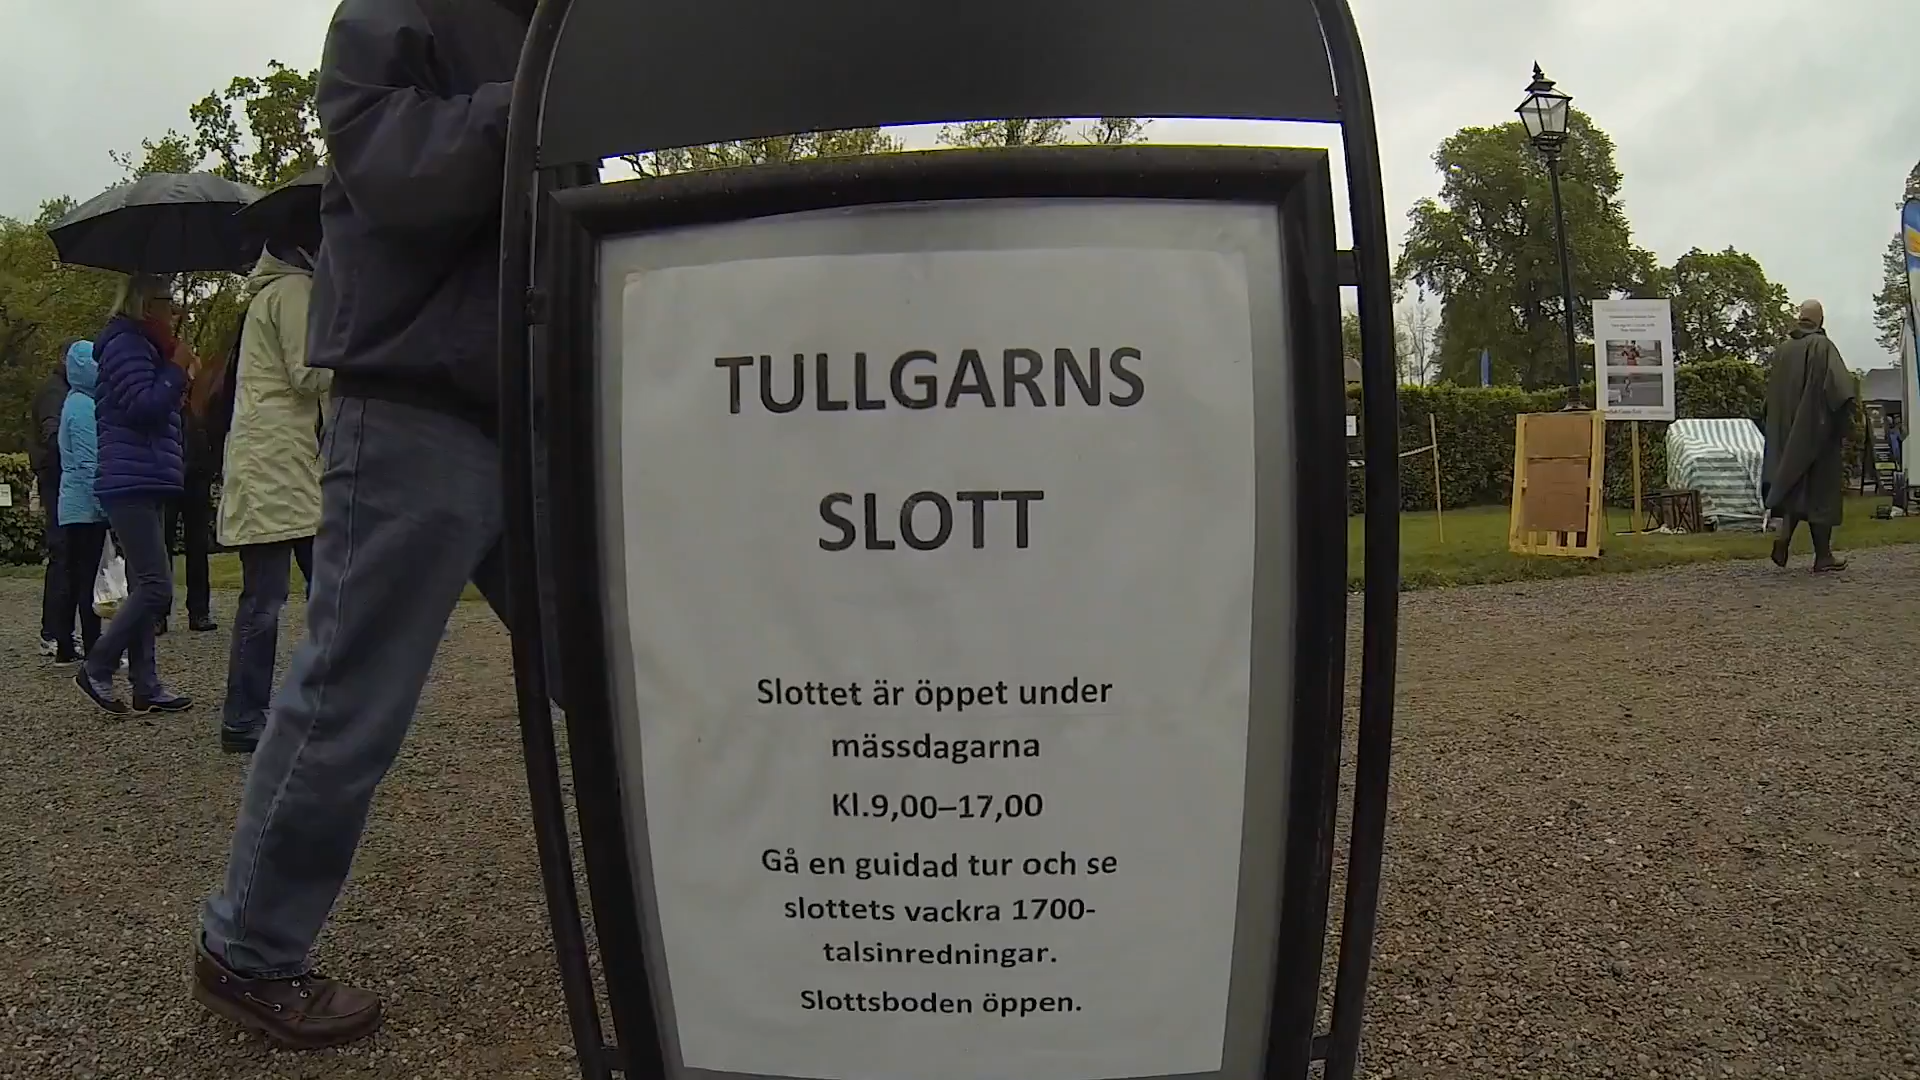 TULLGARNS
SLOTT
Slottet är öppet under
mässdagarna
Kl.9,00–17,00
Gå en guidad tur och se
slottets vackra 1700-
talsinredningar.
Slottsboden öppen.